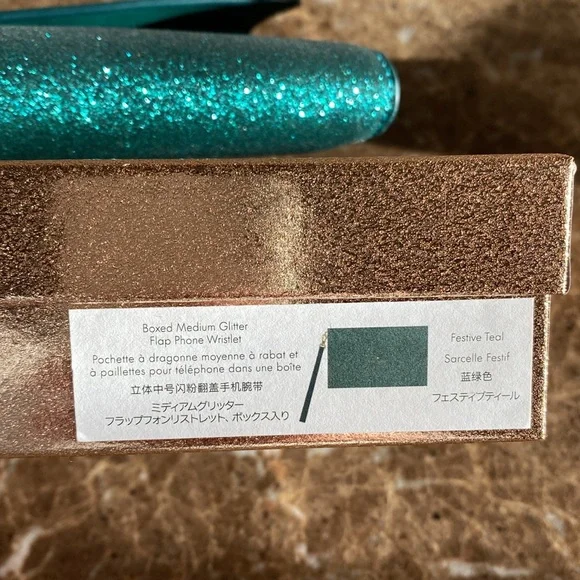 Boxed Medium Glitter
Flap Phone Wristlet
Pochette à dragonne moyenne à rabat et
à paillettes pour téléphone dans une boîte
立体中号闪粉翻盖手机腕带
ミディアムグリッター
フラップフォンリストレット、ボックス入り
Festive Teal
Sarcelle Festif
蓝绿色
フェスティブティール